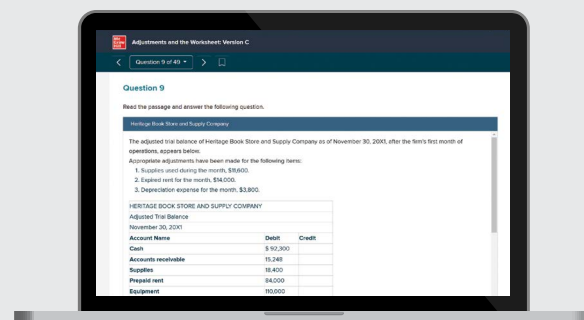 Mc
Graw
Hill
Adjustments and the Worksheet: Version C
Question 9 of 49
Question 9
Read the passage and answer the following question.
Heritage Book Store and Supply Company
The adjusted trial balance of Heritage Book Store and Supply Company as of November 30, 20X1, after the firm's first month of
operations, appears below.
Appropriate adjustments have been made for the following items:
1. Supplies used during the month, $11,600.
2. Expired rent for the month, $14,000.
3. Depreciation expense for the month, $3,800.
HERITAGE BOOK STORE AND SUPPLY COMPANY
Adjusted Trial Balance
November 30, 20X1
Account Name Debit Credit
Cash $ 92,300
Accounts receivable 15,248
Supplies 18,400
Prepaid rent 84,000
Equipment 110,000